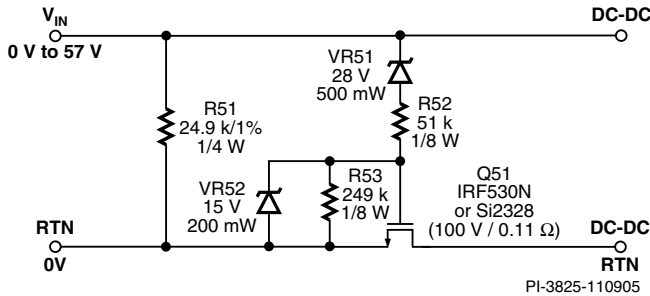 VIN
DC-DC
0 V to 57 V
VR51
28 V
500 mW
R51
24.9 k/1%
1/4 W
R52
51 k
1/8 W
VR52
15 V
200 mW
R53
249 k
1/8 W
Q51
IRF530N
or Si2328
(100 V / 0.11 Ω)
RTN
0V
DC-DC
RTN
PI-3825-110905